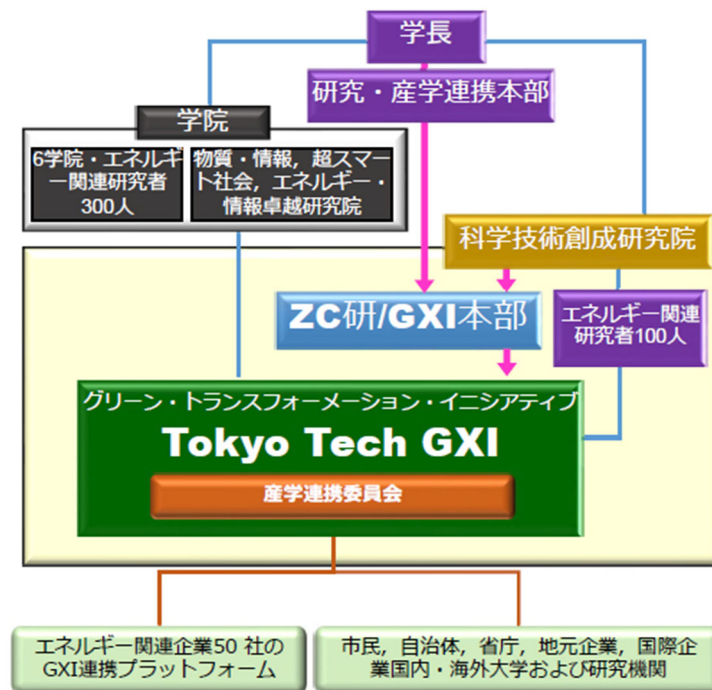 学長
研究・産学連携本部
学院
6学院・エネルギ
ー関連研究者
300人
物質・情報，超スマー
ト社会，エネルギー・
情報卓越研究院
科学技術創成研究院
ZC研/GXI本部
エネルギー関連
研究者100人
グリーン・トランスフォーメーション・イニシアティブ
Tokyo Tech GXI
産学連携委員会
エネルギー関連企業50 社の
GXI連携プラットフォーム
市民，自治体，省庁，地元企業，国際企
業国内・海外大学および研究機関